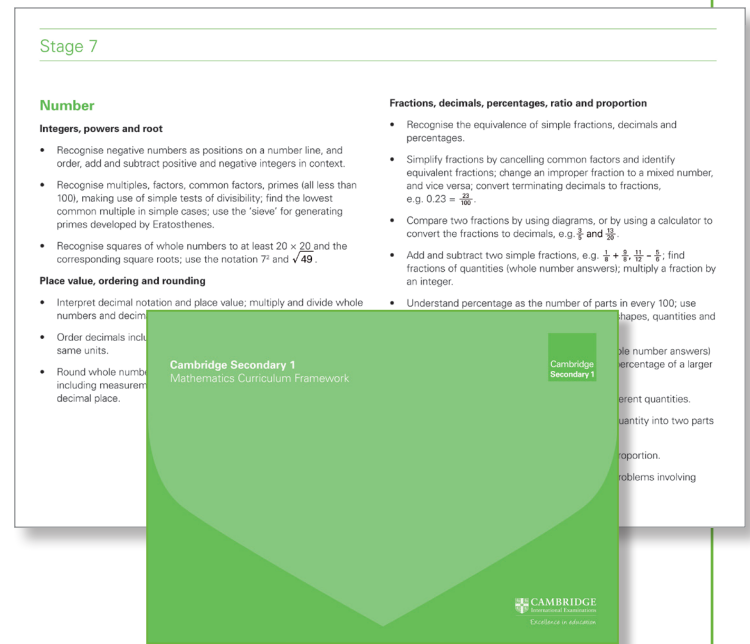 Stage 7
Number
Integers, powers and root
• Recognise negative numbers as positions on a number line, and
order, add and subtract positive and negative integers in context.
• Recognise multiples, factors, common factors, primes (all less than
100), making use of simple tests of divisibility; find the lowest
common multiple in simple cases; use the 'sieve' for generating
primes developed by Eratosthenes.
• Recognise squares of whole numbers to at least 20 × 20 and the
corresponding square roots; use the notation 7² and √49 .
Place value, ordering and rounding
• Interpret decimal notation and place value; multiply and divide whole
numbers and decim
• Order decimals inclu
same units.
• Round whole numbe
including measurem
decimal place.
Fractions, decimals, percentages, ratio and proportion
• Recognise the equivalence of simple fractions, decimals and
percentages.
• Simplify fractions by cancelling common factors and identify
equivalent fractions; change an improper fraction to a mixed number,
and vice versa; convert terminating decimals to fractions,
e.g. 0.23 = 23/100.
• Compare two fractions by using diagrams, or by using a calculator to
convert the fractions to decimals, e.g. 3/5 and 13/20.
• Add and subtract two simple fractions, e.g. 1/8 + 9/8, 11/12 − 5/6; find
fractions of quantities (whole number answers); multiply a fraction by
an integer.
• Understand percentage as the number of parts in every 100; use
hapes, quantities and
le number answers)
ercentage of a larger
erent quantities.
uantity into two parts
roportion.
roblems involving
Cambridge Secondary 1
Mathematics Curriculum Framework
Cambridge
Secondary 1
CAMBRIDGE
International Examinations
Excellence in education